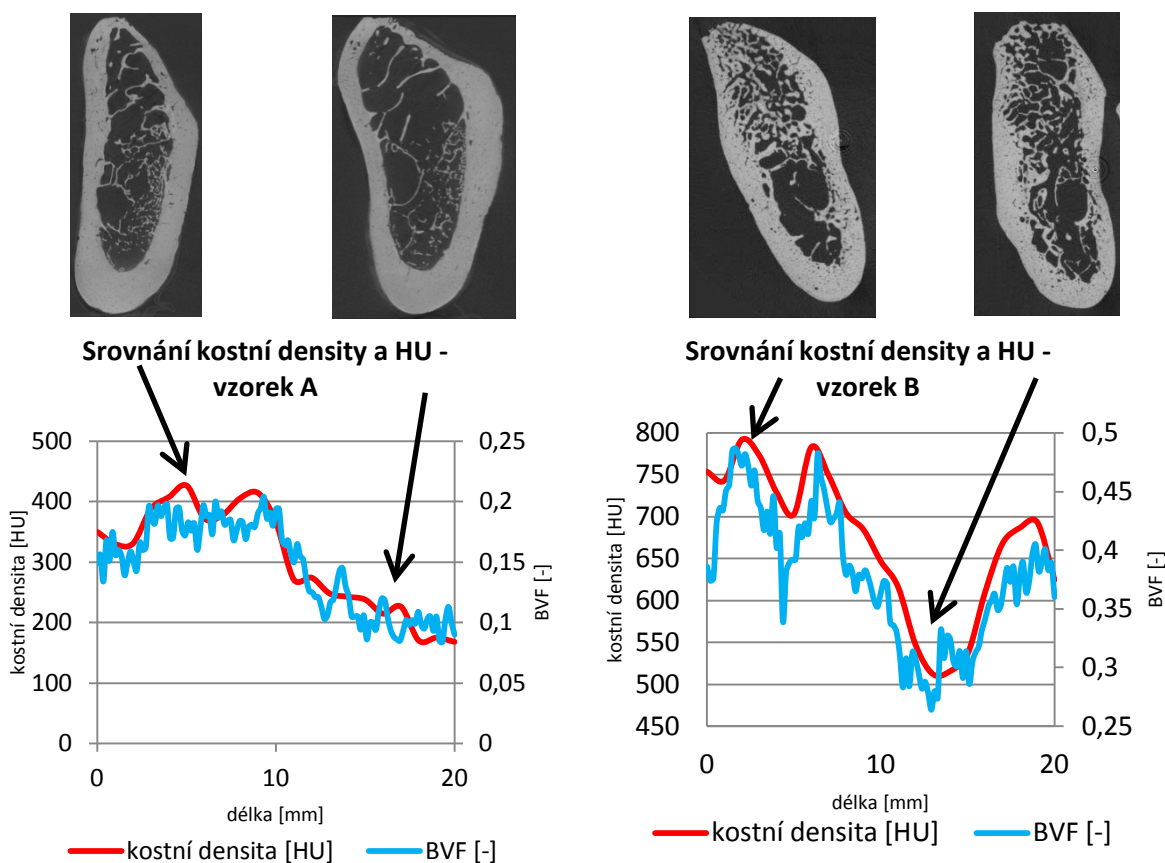 Srovnání kostní density a HU -
vzorek A
500
400
300
200
100
0
kostní densita [HU]
0,25
0,2
0,15
0,1
0,05
0
BVF [-]
0
10
20
délka [mm]
kostní densita [HU]
BVF [-]
Srovnání kostní density a HU -
vzorek B
800
750
700
650
600
550
500
450
kostní densita [HU]
0,5
0,45
0,4
0,35
0,3
0,25
BVF [-]
0
10
20
délka [mm]
kostní densita [HU]
BVF [-]